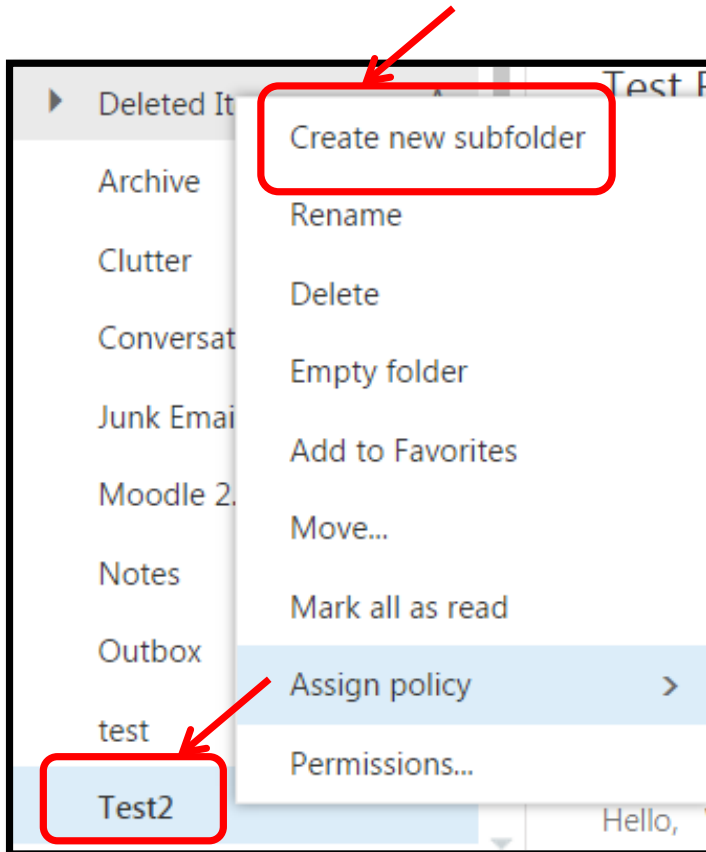 Deleted It
Archive
Clutter
Conversat
Junk Emai
Moodle 2.
Notes
Outbox
test
Test2
Create new subfolder
Rename
Delete
Empty folder
Add to Favorites
Move...
Mark all as read
Assign policy
Permissions...
Test
Hello,